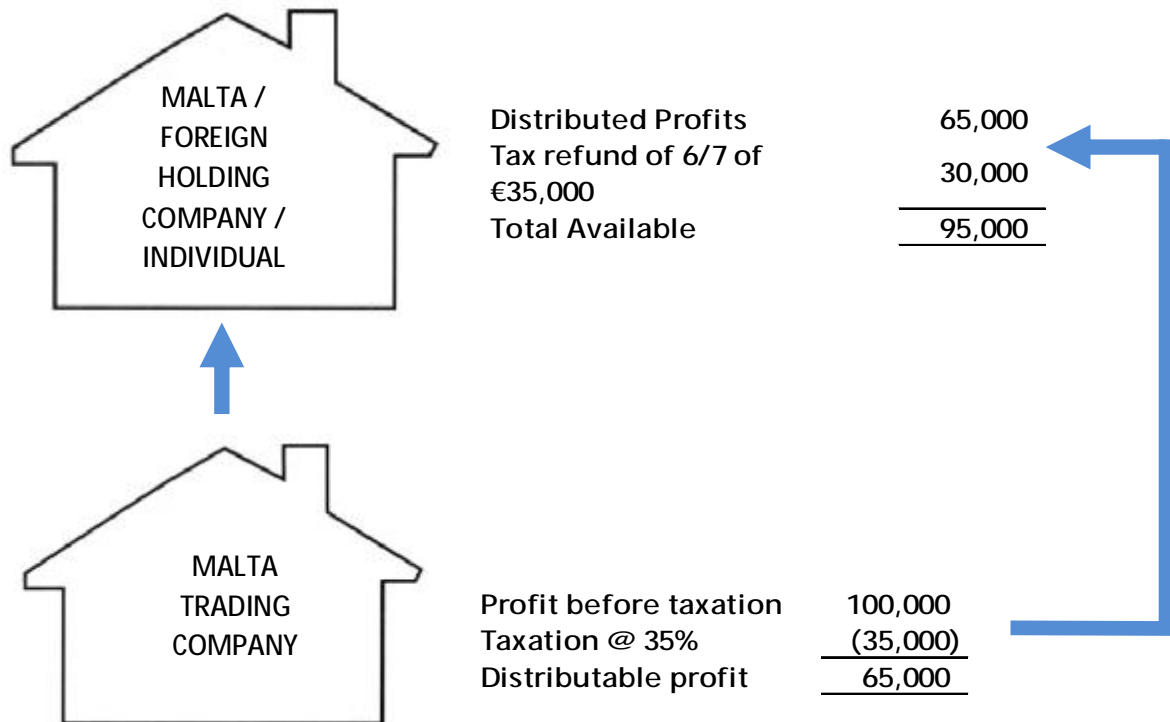 MALTA /
FOREIGN
HOLDING
COMPANY /
INDIVIDUAL
Distributed Profits 65,000
Tax refund of 6/7 of
€35,000 30,000
Total Available 95,000
MALTA
TRADING
COMPANY
Profit before taxation 100,000
Taxation @ 35% (35,000)
Distributable profit 65,000